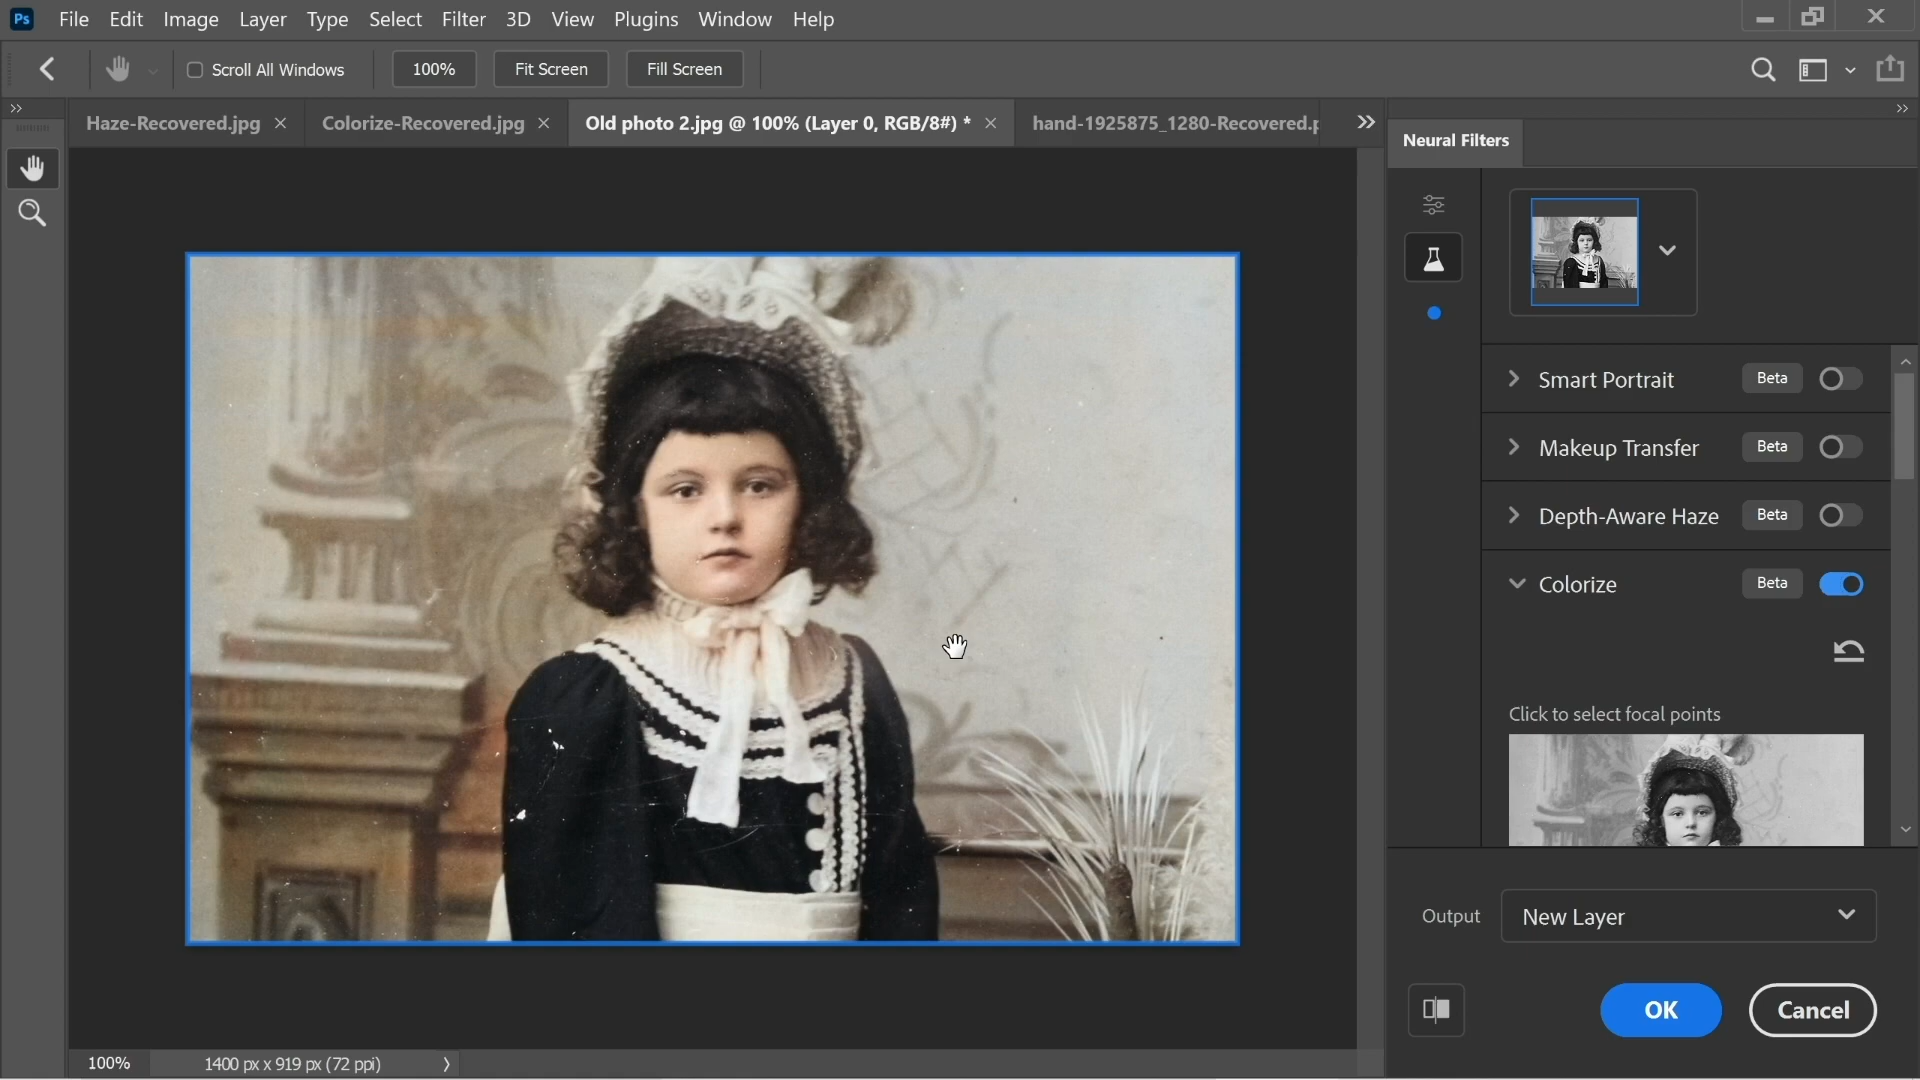 Ps File Edit Image Layer Type Select Filter 3D View Plugins Window Help
Scroll All Windows 100% Fit Screen Fill Screen
Haze-Recovered.jpg × Colorize-Recovered.jpg × Old photo 2.jpg @ 100% (Layer 0, RGB/8#) * × hand-1925875_1280-Recovered.p
Neural Filters
Smart Portrait Beta
Makeup Transfer Beta
Depth-Aware Haze Beta
Colorize Beta
Click to select focal points
Output New Layer
OK Cancel
100% 1400 px x 919 px (72 ppi)